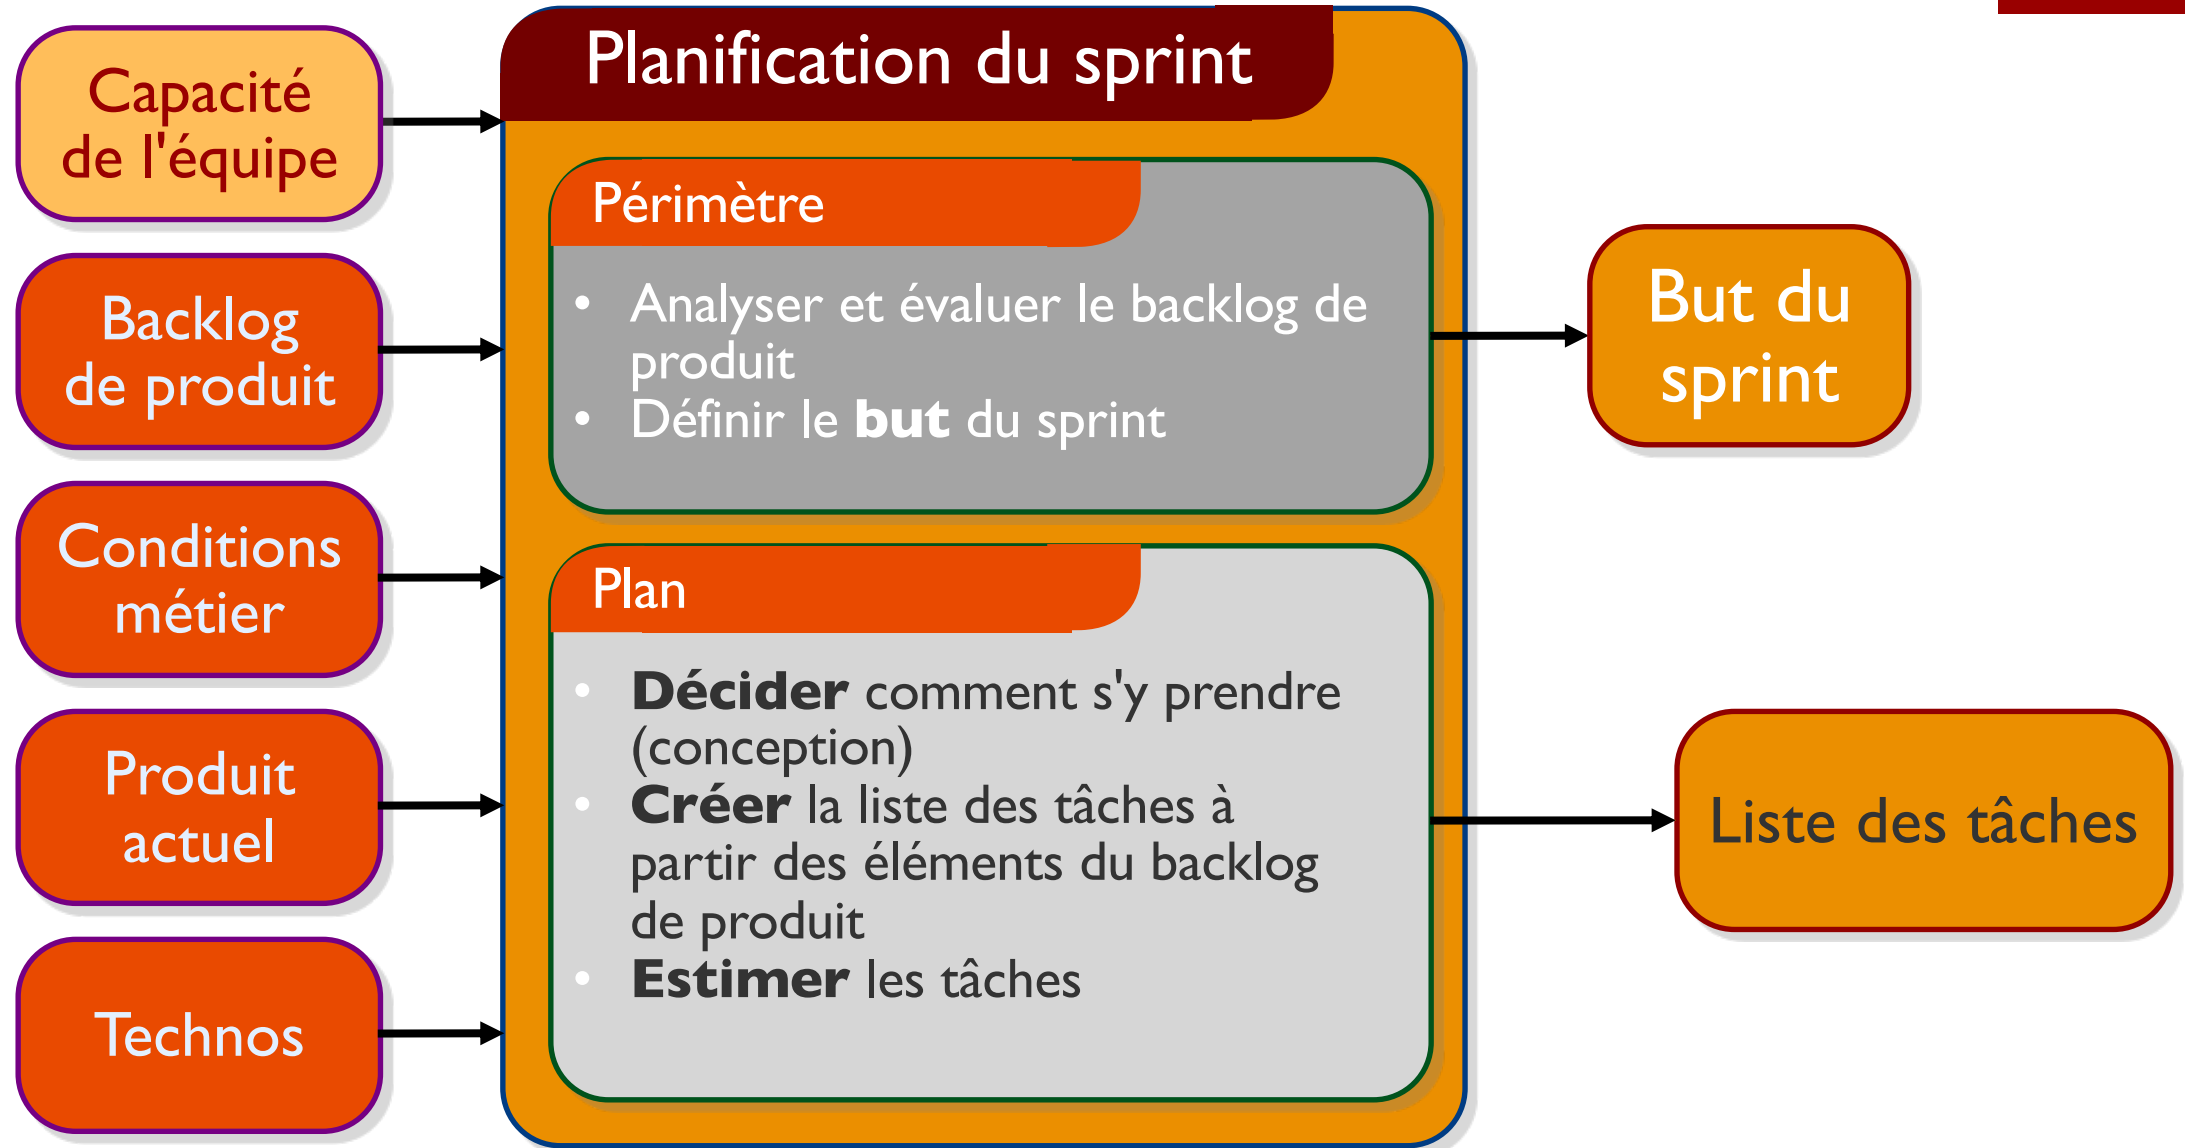 Capacité
de l'équipe
Backlog
de produit
Conditions
métier
Produit
actuel
Technos
Planification du sprint
Périmètre
• Analyser et évaluer le backlog de
produit
• Définir le but du sprint
Plan
• Décider comment s'y prendre
(conception)
• Créer la liste des tâches à
partir des éléments du backlog
de produit
• Estimer les tâches
But du
sprint
Liste des tâches